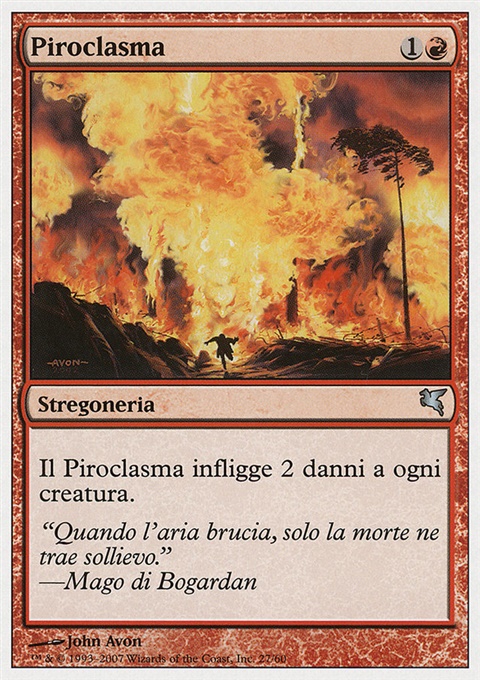 Piroclasma 1
AVON
Stregoneria
Il Piroclasma infligge 2 danni a ogni
creatura.
“Quando l’aria brucia, solo la morte ne
trae sollievo.”
—Mago di Bogardan
John Avon
™ & © 1993–2007 Wizards of the Coast, Inc. 27/60